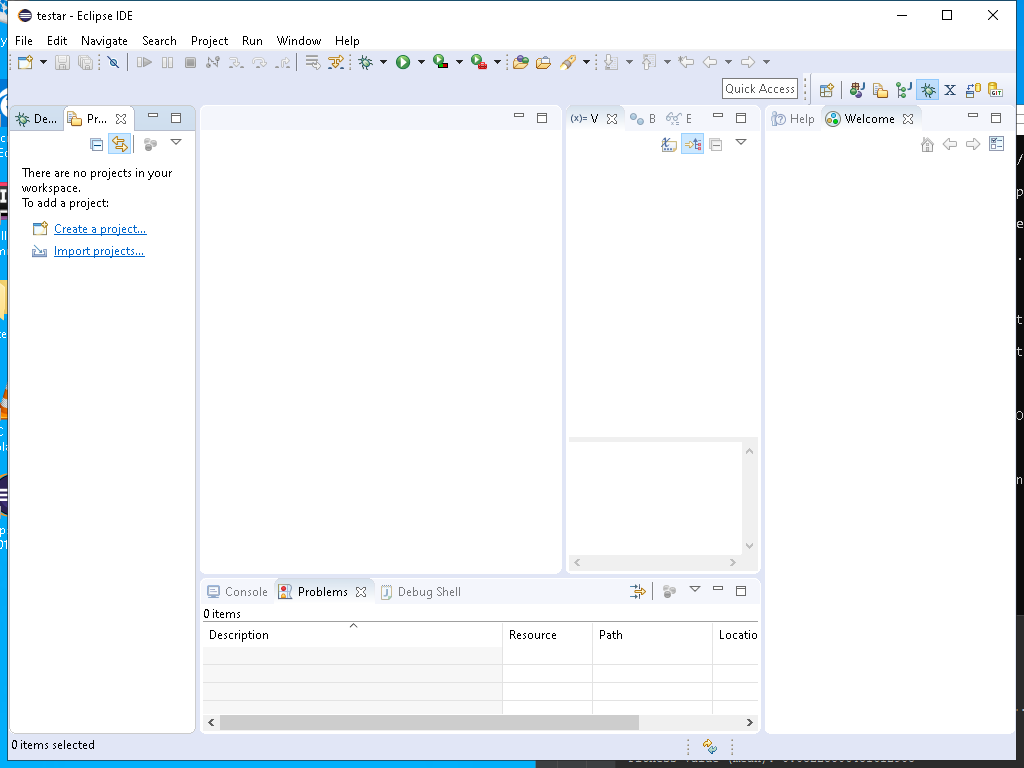 testar - Eclipse IDE
File Edit Navigate Search Project Run Window Help
Quick Access
De... Pr...
(x)= V B E
Help Welcome
There are no projects in your
workspace.
To add a project:
Create a project...
Import projects...
Console Problems Debug Shell
0 items
Description Resource Path Locatio
0 items selected